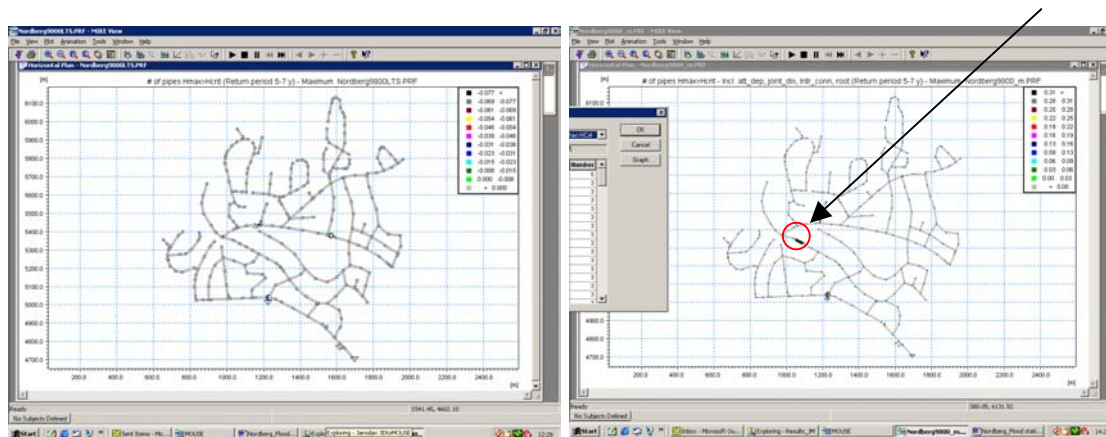 Nordberg9800LTS.PRF - MIKE View
File View Plot Animation Tools Window Help
Horizontal Plan - Nordberg9800LTS.PRF
[m]
# of pipes Hmax>Hcrit (Return period 5-7 y) - Maximum Nordberg9800LTS.PRF
6100.0
6000.0
5900.0
5800.0
5700.0
5600.0
5500.0
5400.0
5300.0
5200.0
5100.0
5000.0
4900.0
4800.0
4700.0
-0.077 <
-0.069 -0.077
-0.061 -0.069
-0.054 -0.061
-0.046 -0.054
-0.038 -0.046
-0.031 -0.038
-0.023 -0.031
-0.015 -0.023
-0.008 -0.015
0.000 -0.008
< 0.000
200.0 400.0 600.0 800.0 1000.0 1200.0 1400.0 1600.0 1800.0 2000.0 2200.0 2400.0
[m]
Ready
1541.45, 4602.10
No Subjects Defined
Start
MOUSE
12:26
File View Plot Animation Tools Window Help
[m]
# of pipes Hmax>Hcrit - Incl. att_dep, joint_dis, Intr_conn, root (Return period 5-7 y) - Maximum Nordberg9800_m.PRF
OK
Cancel
Graph
Number
0.31 <
0.28 0.31
0.25 0.28
0.22 0.25
0.19 0.22
0.16 0.19
0.13 0.16
0.09 0.13
0.06 0.09
0.03 0.06
0.00 0.03
< 0.00
4900.0
4800.0
4700.0
200.0 400.0 600.0 800.0 1000.0 1200.0 1400.0 1600.0 1800.0 2000.0 2200.0 2400.0
[m]
Ready
No Subjects Defined
Start
Inbox - Microsoft Ou...
Exploring - Results_JM
MOUSE
Nordberg9800_m...
Nordberg_Flood stati...